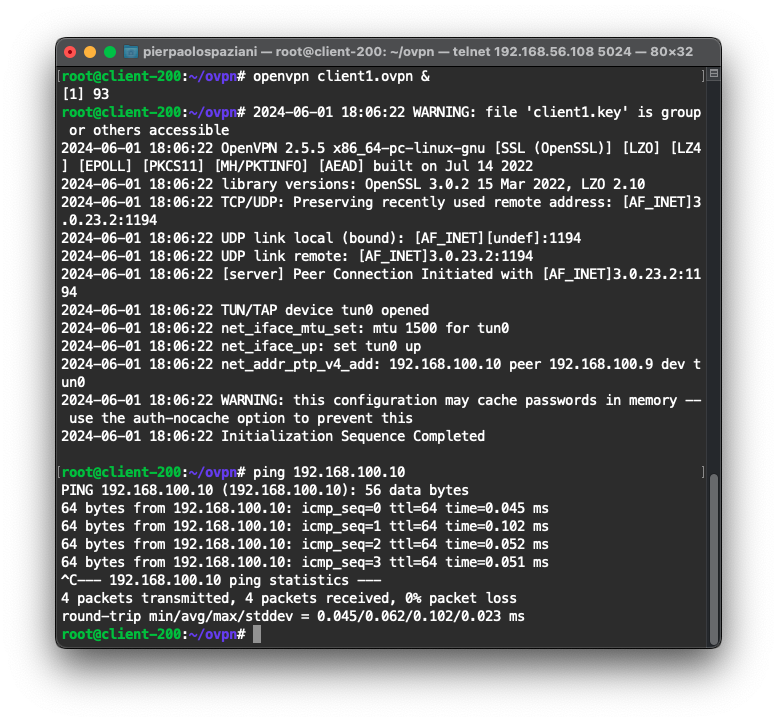 pierpaolospaziani — root@client-200: ~/ovpn — telnet 192.168.56.108 5024 — 80×32
[root@client-200:~/ovpn# openvpn client1.ovpn & ]
[1] 93
root@client-200:~/ovpn# 2024-06-01 18:06:22 WARNING: file 'client1.key' is group
 or others accessible
2024-06-01 18:06:22 OpenVPN 2.5.5 x86_64-pc-linux-gnu [SSL (OpenSSL)] [LZO] [LZ4
] [EPOLL] [PKCS11] [MH/PKTINFO] [AEAD] built on Jul 14 2022
2024-06-01 18:06:22 library versions: OpenSSL 3.0.2 15 Mar 2022, LZO 2.10
2024-06-01 18:06:22 TCP/UDP: Preserving recently used remote address: [AF_INET]3
.0.23.2:1194
2024-06-01 18:06:22 UDP link local (bound): [AF_INET][undef]:1194
2024-06-01 18:06:22 UDP link remote: [AF_INET]3.0.23.2:1194
2024-06-01 18:06:22 [server] Peer Connection Initiated with [AF_INET]3.0.23.2:11
94
2024-06-01 18:06:22 TUN/TAP device tun0 opened
2024-06-01 18:06:22 net_iface_mtu_set: mtu 1500 for tun0
2024-06-01 18:06:22 net_iface_up: set tun0 up
2024-06-01 18:06:22 net_addr_ptp_v4_add: 192.168.100.10 peer 192.168.100.9 dev t
un0
2024-06-01 18:06:22 WARNING: this configuration may cache passwords in memory --
 use the auth-nocache option to prevent this
2024-06-01 18:06:22 Initialization Sequence Completed
[root@client-200:~/ovpn# ping 192.168.100.10 ]
PING 192.168.100.10 (192.168.100.10): 56 data bytes
64 bytes from 192.168.100.10: icmp_seq=0 ttl=64 time=0.045 ms
64 bytes from 192.168.100.10: icmp_seq=1 ttl=64 time=0.102 ms
64 bytes from 192.168.100.10: icmp_seq=2 ttl=64 time=0.052 ms
64 bytes from 192.168.100.10: icmp_seq=3 ttl=64 time=0.051 ms
^C--- 192.168.100.10 ping statistics ---
4 packets transmitted, 4 packets received, 0% packet loss
round-trip min/avg/max/stddev = 0.045/0.062/0.102/0.023 ms
root@client-200:~/ovpn#